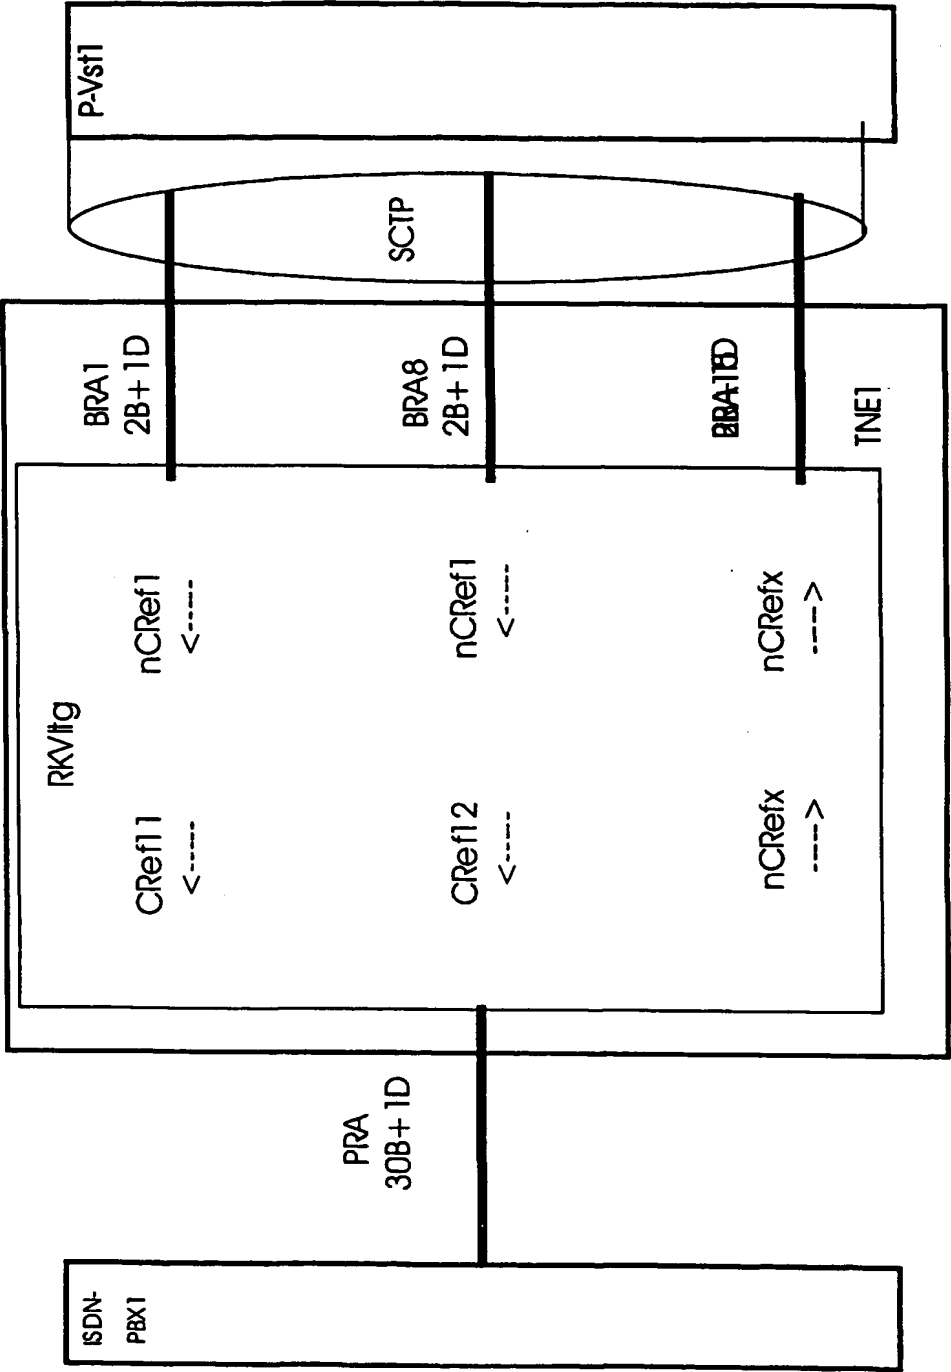 ISDN-
PBX1
PRA
30B+1D
RKVltg
CRef11
<-----
nCRef1
<-----
CRef12
<-----
nCRef1
<-----
nCRefx
---->
nCRefx
---->
BRA1
2B+1D
BRA8
2B+1D
TNE1
SCTP
P-Vst1